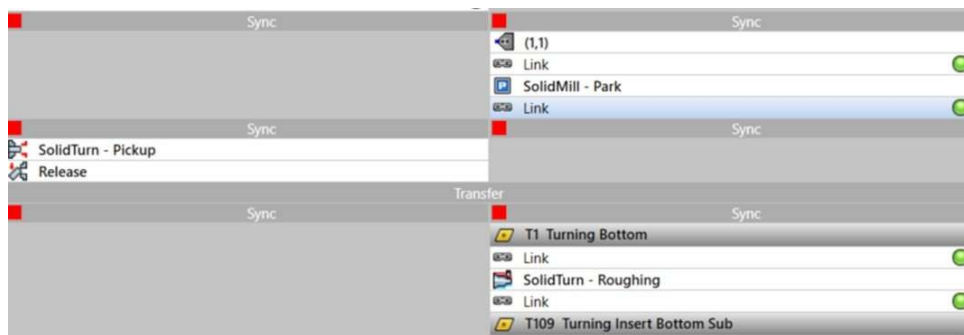 Sync Sync
(1,1)
Link
SolidMill - Park
Link
Sync Sync
SolidTurn - Pickup
Release
Transfer
Sync Sync
T1 Turning Bottom
Link
SolidTurn - Roughing
Link
T109 Turning Insert Bottom Sub